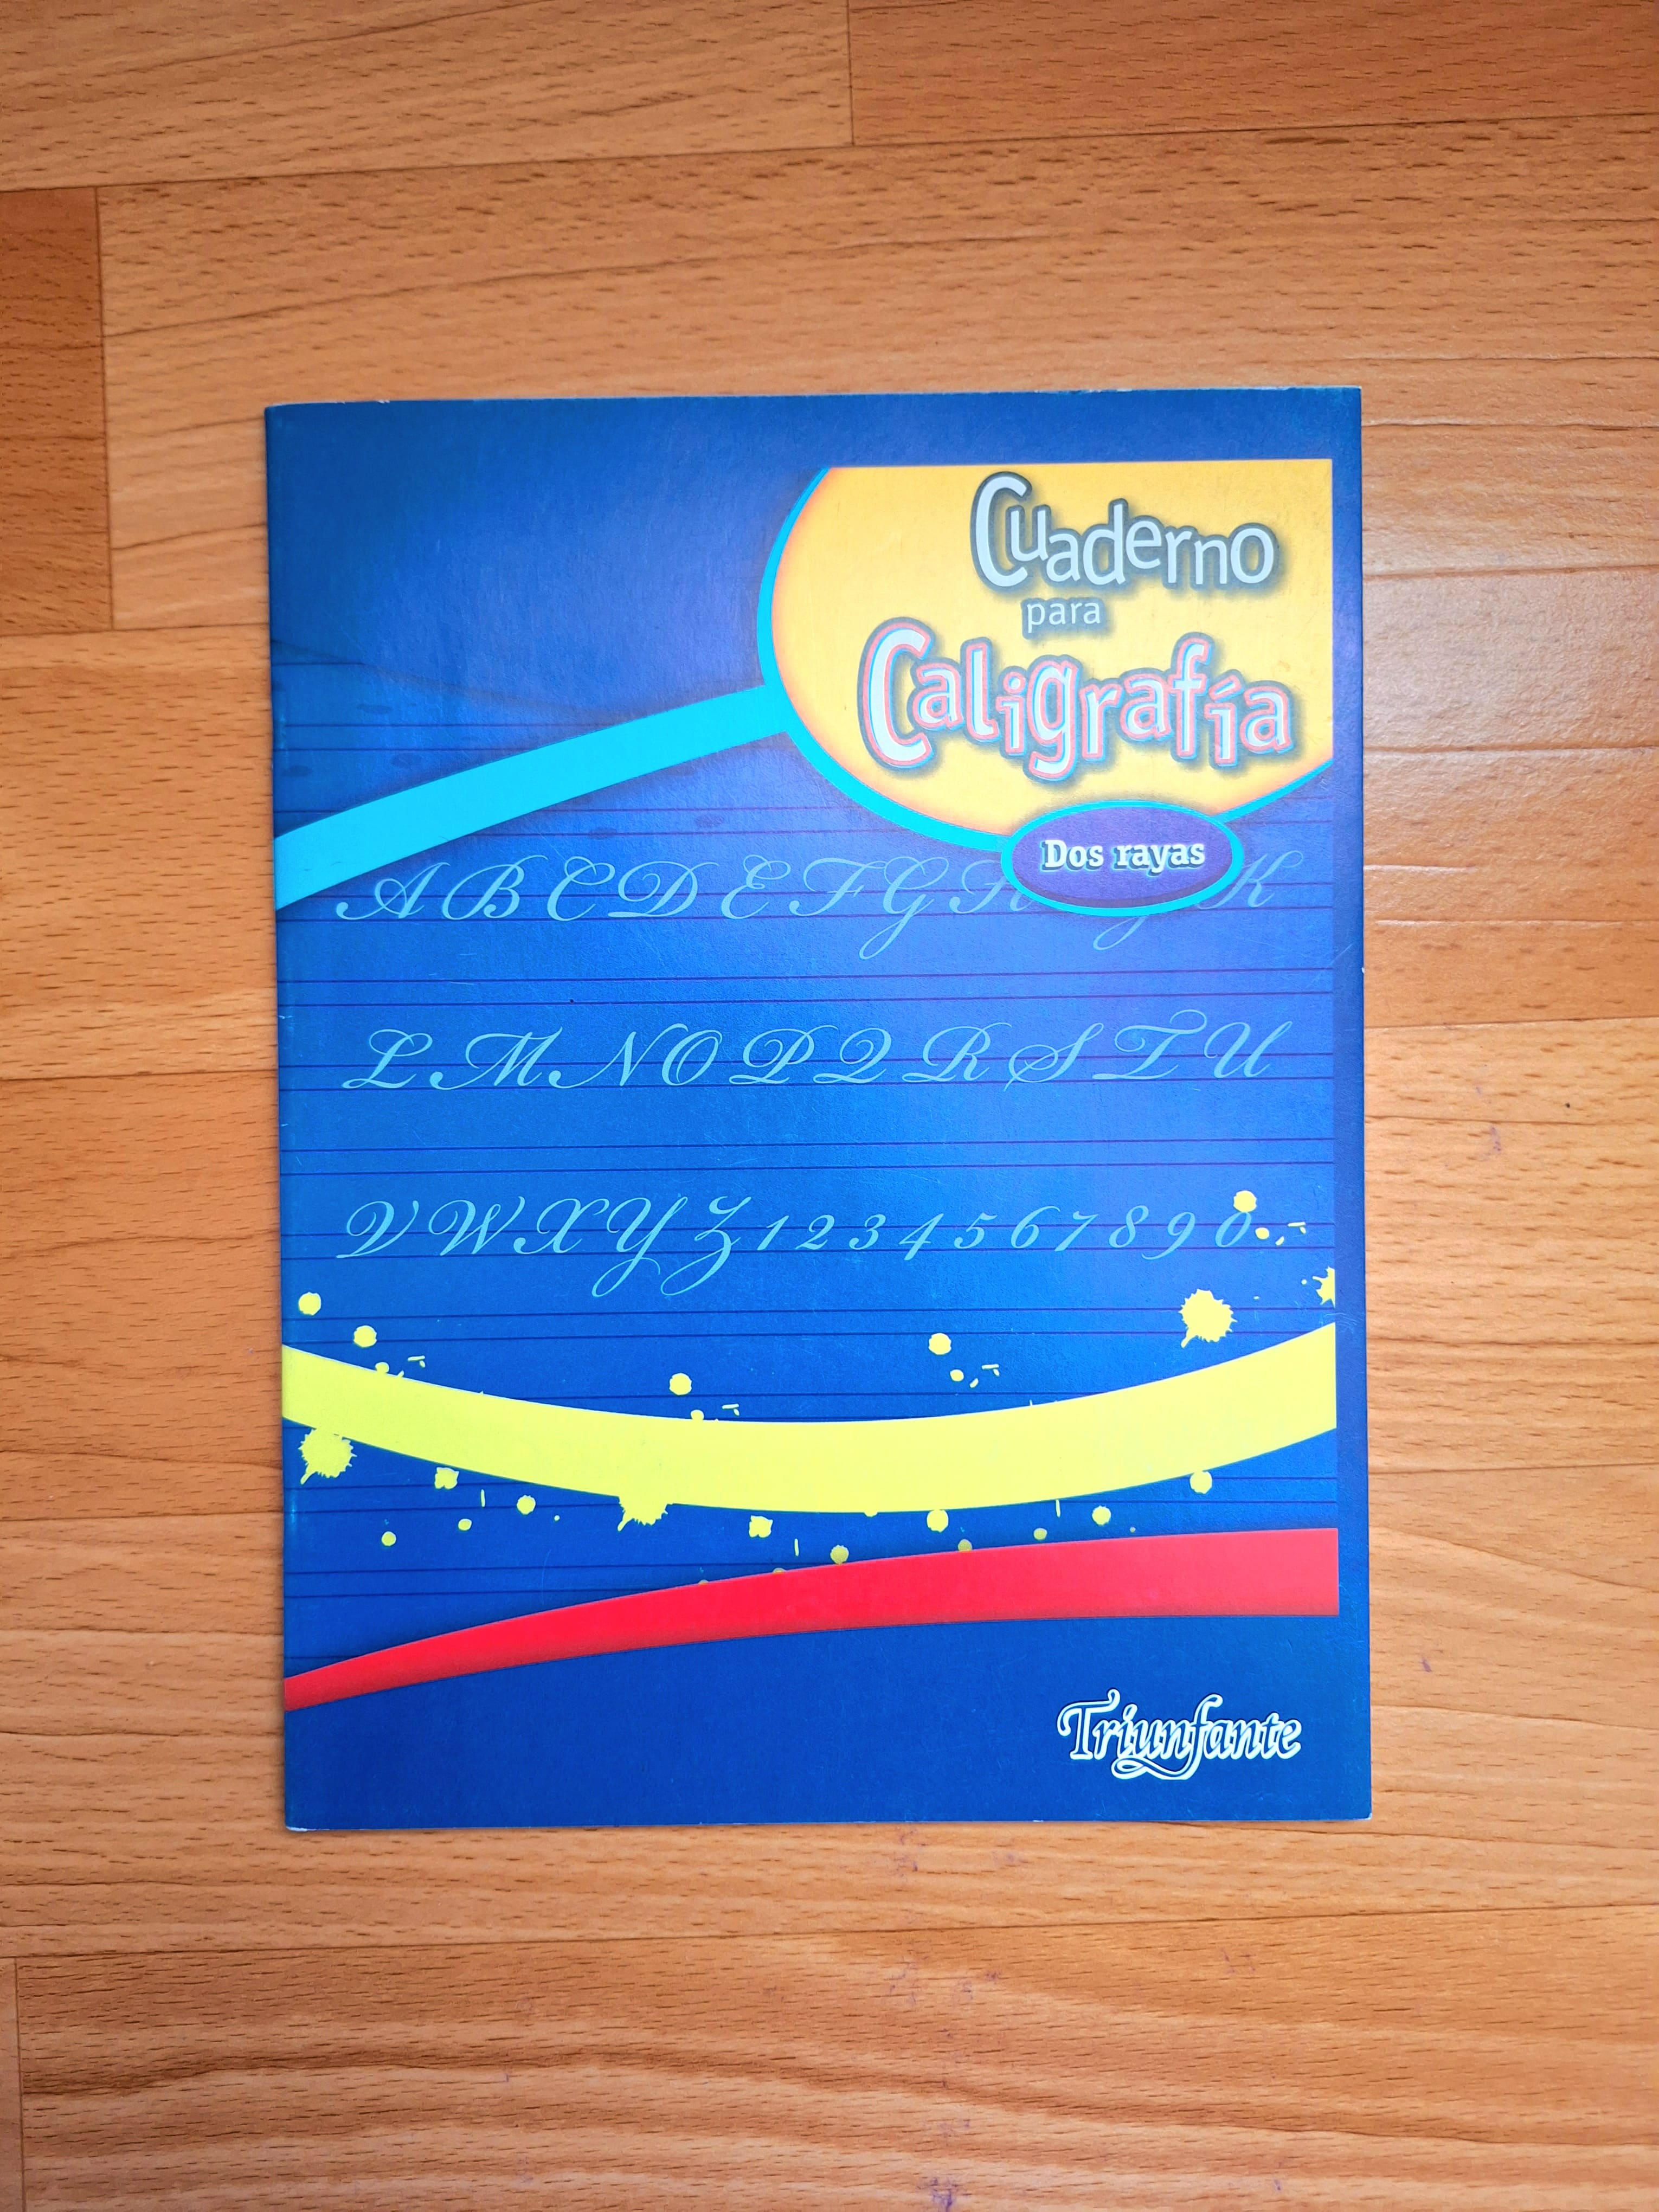 Cuaderno
para
Caligrafía
Dos rayas
A B C D E F G H J K
L M N O P Q R S T U
V W X Y Z 1 2 3 4 5 6 7 8 9 0
Triunfante